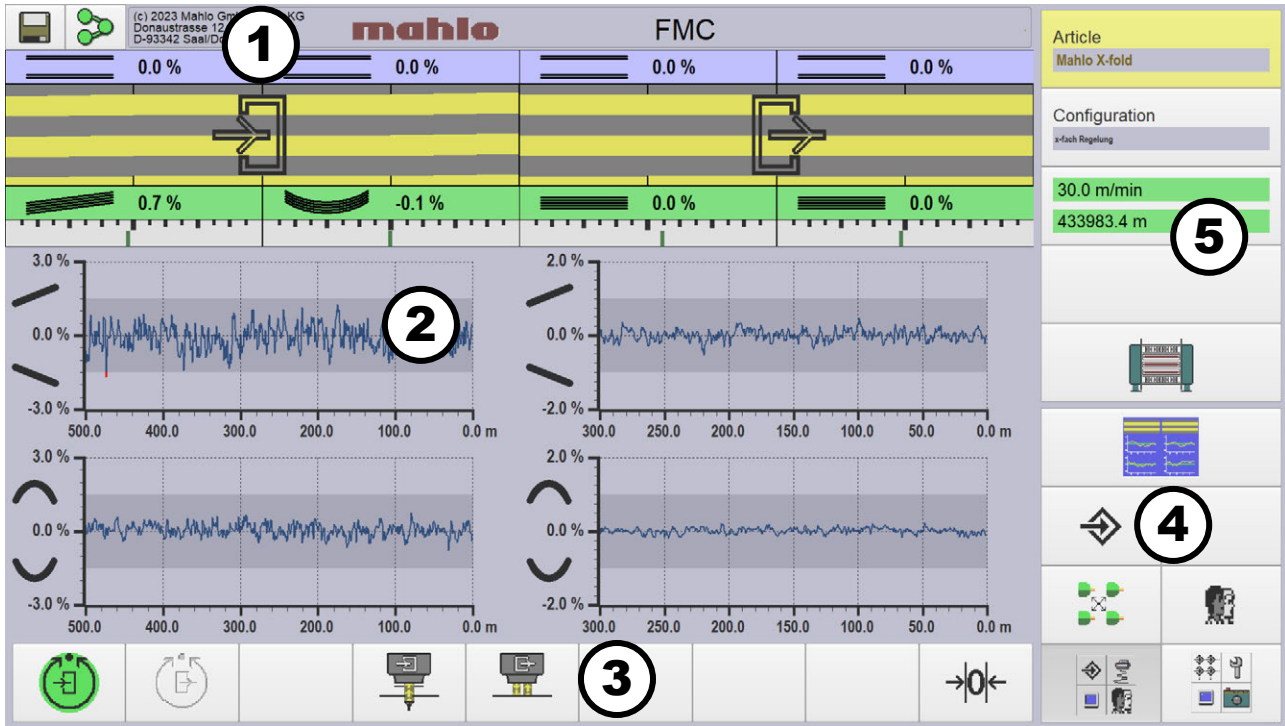 (c) 2023 Mahlo Gm KG
Donaustrasse 12
D-93342 Saal/Do
mahlo
FMC
1
0.0 %
0.0 %
0.0 %
0.0 %
0.7 %
-0.1 %
0.0 %
0.0 %
3.0 %
0.0 %
-3.0 %
500.0 400.0 300.0 200.0 100.0 0.0 m
2
2.0 %
0.0 %
-2.0 %
300.0 250.0 200.0 150.0 100.0 50.0 0.0 m
3.0 %
0.0 %
-3.0 %
500.0 400.0 300.0 200.0 100.0 0.0 m
2.0 %
0.0 %
-2.0 %
300.0 250.0 200.0 150.0 100.0 50.0 0.0 m
3
→0←
Article
Mahlo X-fold
Configuration
x-fach Regelung
30.0 m/min
433983.4 m
5
4